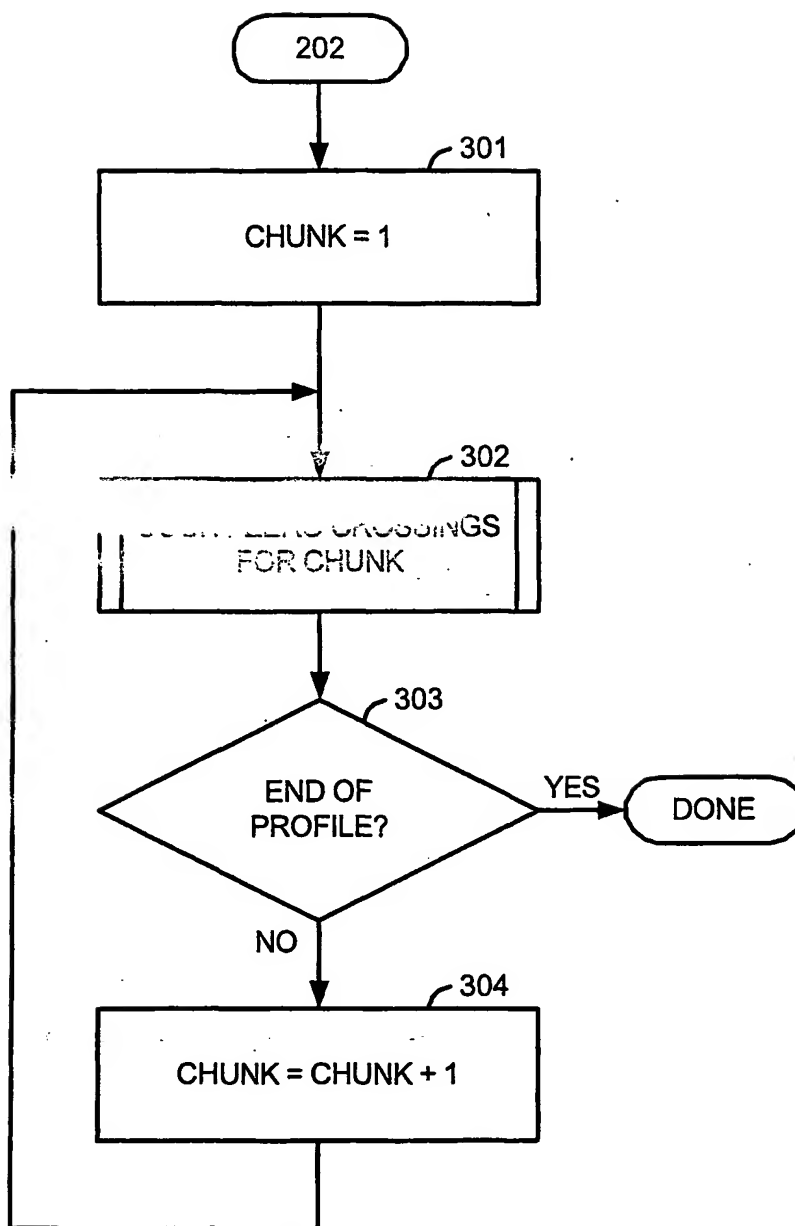 202
301
CHUNK = 1
302
ZERO CROSSINGS
FOR CHUNK
303
END OF
PROFILE?
YES
DONE
NO
304
CHUNK = CHUNK + 1